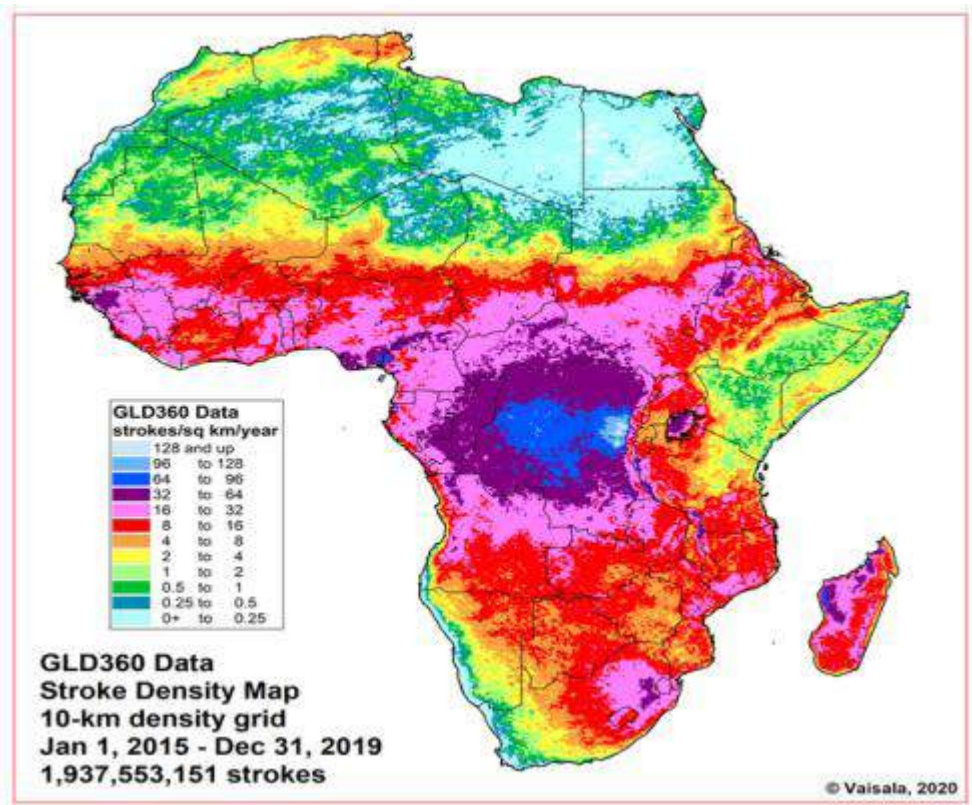 GLD360 Data
strokes/sq km/year
128 and up
96 to 128
64 to 96
32 to 64
16 to 32
8 to 16
4 to 8
2 to 4
1 to 2
0.5 to 1
0.25 to 0.5
0+ to 0.25
GLD360 Data
Stroke Density Map
10-km density grid
Jan 1, 2015 - Dec 31, 2019
1,937,553,151 strokes
© Vaisala, 2020